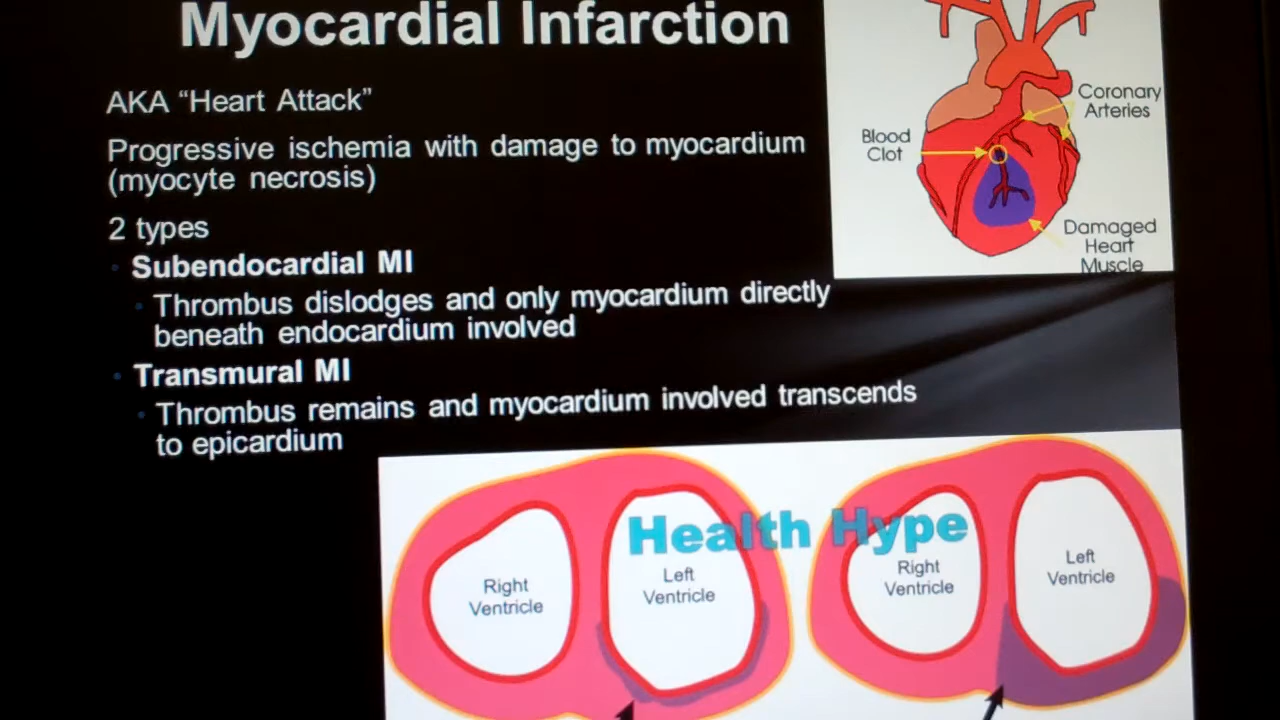 Myocardial Infarction
AKA “Heart Attack”
Progressive ischemia with damage to myocardium
(myocyte necrosis)
2 types
Subendocardial MI
Thrombus dislodges and only myocardium directly
beneath endocardium involved
Transmural MI
Thrombus remains and myocardium involved transcends
to epicardium
Coronary
Arteries
Blood
Clot
Damaged
Heart
Muscle
Health Hype
Right
Ventricle
Left
Ventricle
Right
Ventricle
Left
Ventricle